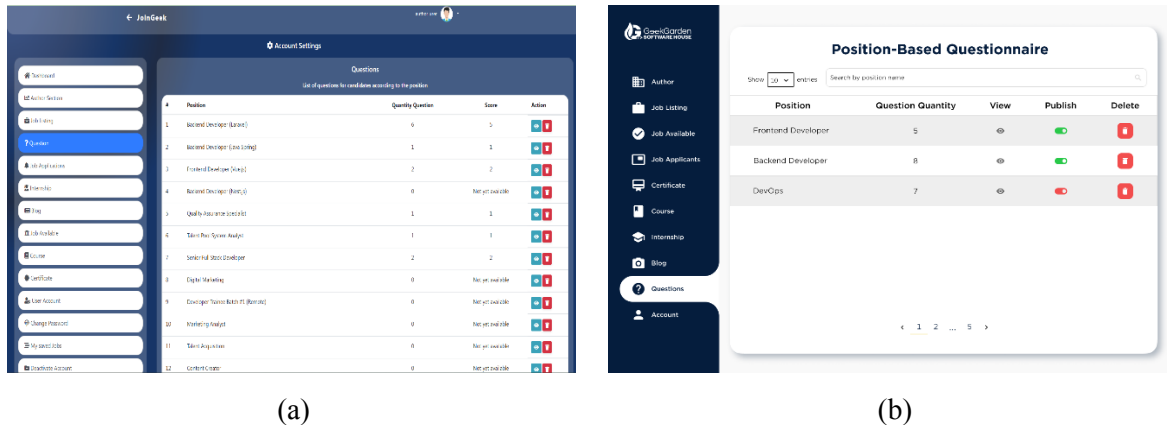 ← JoinGeek
author user
Account Settings
Dashboard
Author Section
Job Listing
Question
Job Applications
Internship
Blog
Job Available
Course
Certificate
User Account
Change Password
My saved Jobs
Deactivate Account
Questions
List of questions for candidates according to the position
# Position Quantity Question Score Action
1 Backend Developer (Laravel) 6 5
2 Backend Developer (Java Spring) 1 1
3 Frontend Developer (Vue.js) 2 2
4 Backend Developer (Nest.js) 0 Not yet available
5 Quality Assurance Specialist 1 1
6 Talent Pool System Analyst 1 1
7 Senior Full Stack Developer 2 2
8 Digital Marketing 0 Not yet available
9 Developer Trainee Batch #1 (Remote) 0 Not yet available
10 Marketing Analyst 0 Not yet available
11 Talent Acquisition 0 Not yet available
12 Content Creator 0 Not yet available
(a)
GeekGarden
SOFTWARE HOUSE
Author
Job Listing
Job Available
Job Applicants
Certificate
Course
Internship
Blog
Questions
Account
Position-Based Questionnaire
Show 10 entries Search by position name
Position Question Quantity View Publish Delete
Frontend Developer 5
Backend Developer 8
DevOps 7
‹ 1 2 ... 5 ›
(b)